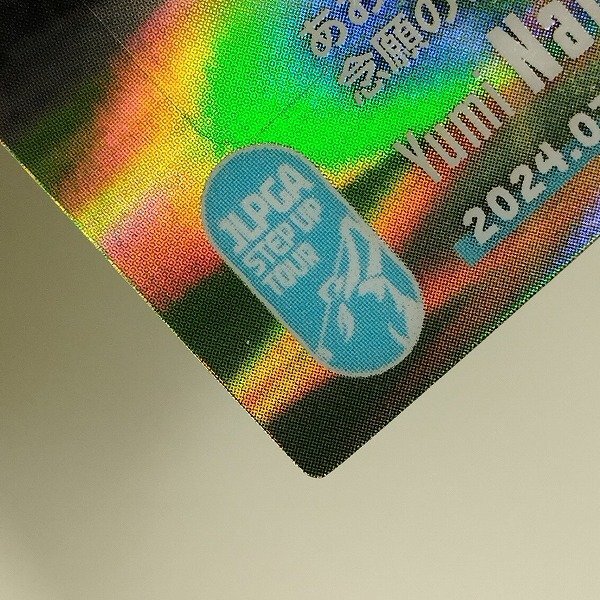 念願の
Yumi Na
2024.0
JLPGA
STEP UP
TOUR